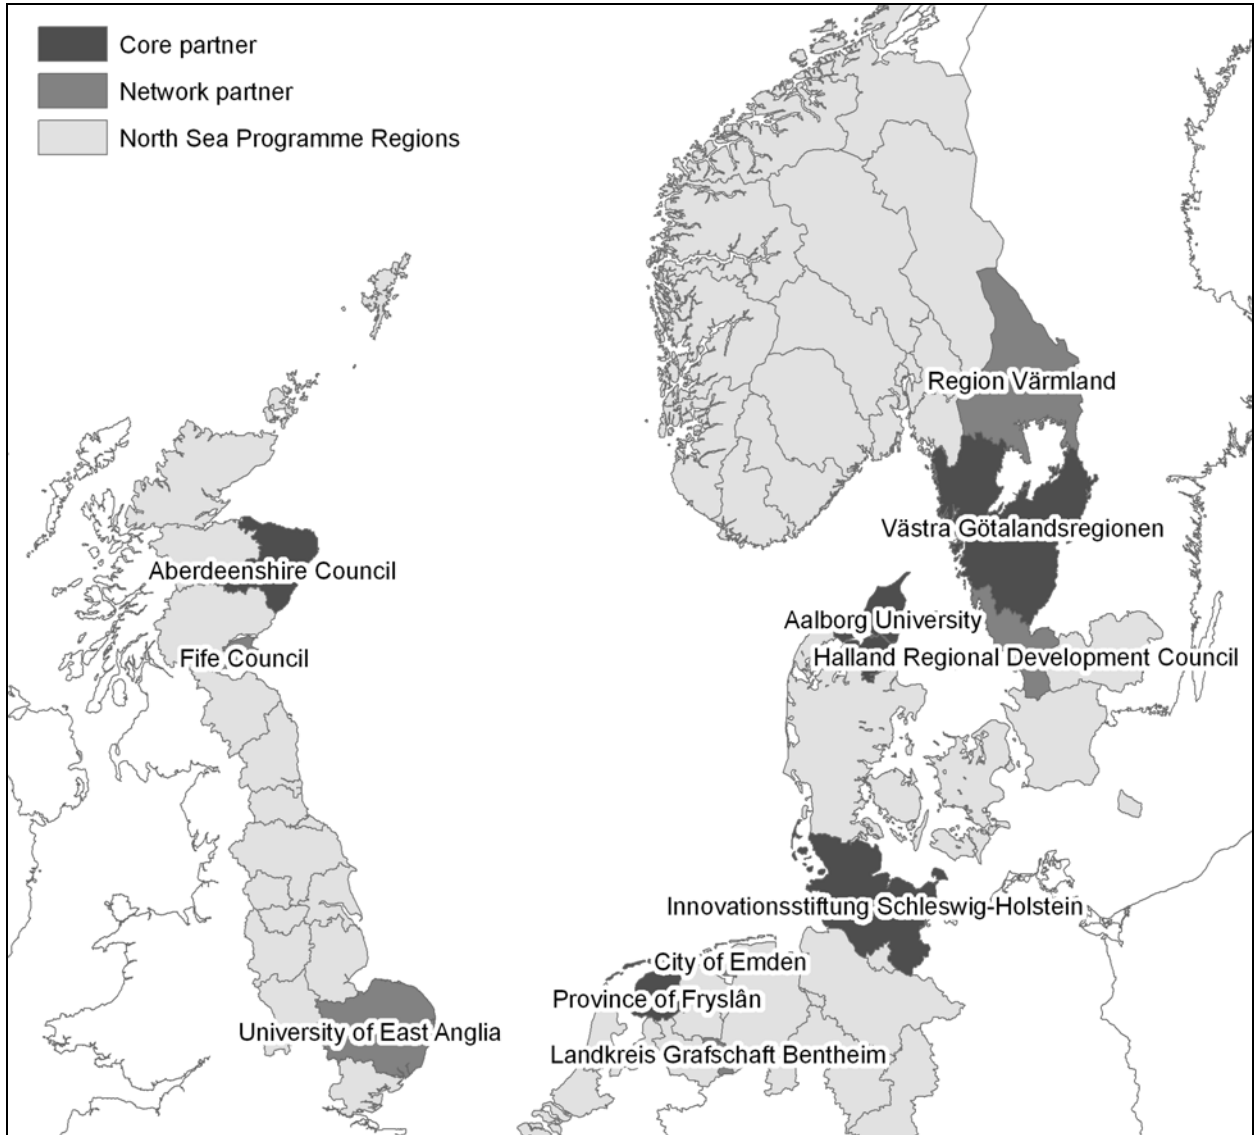 Core partner
Network partner
North Sea Programme Regions
Region Värmland
Västra Götalandsregionen
Aberdeenshire Council
Aalborg University
Fife Council
Halland Regional Development Council
Innovationsstiftung Schleswig-Holstein
City of Emden
Province of Fryslân
University of East Anglia
Landkreis Grafschaft Bentheim